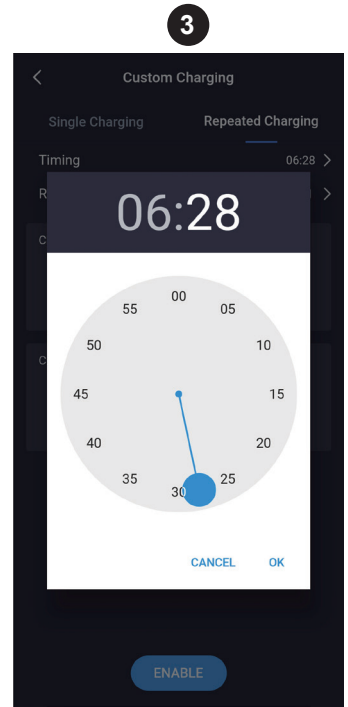 3
Custom Charging
Single Charging Repeated Charging
Timing 06:28
R
06:28
C
00
55 05
50 10
C
45 15
40 20
35 25
30
CANCEL OK
ENABLE